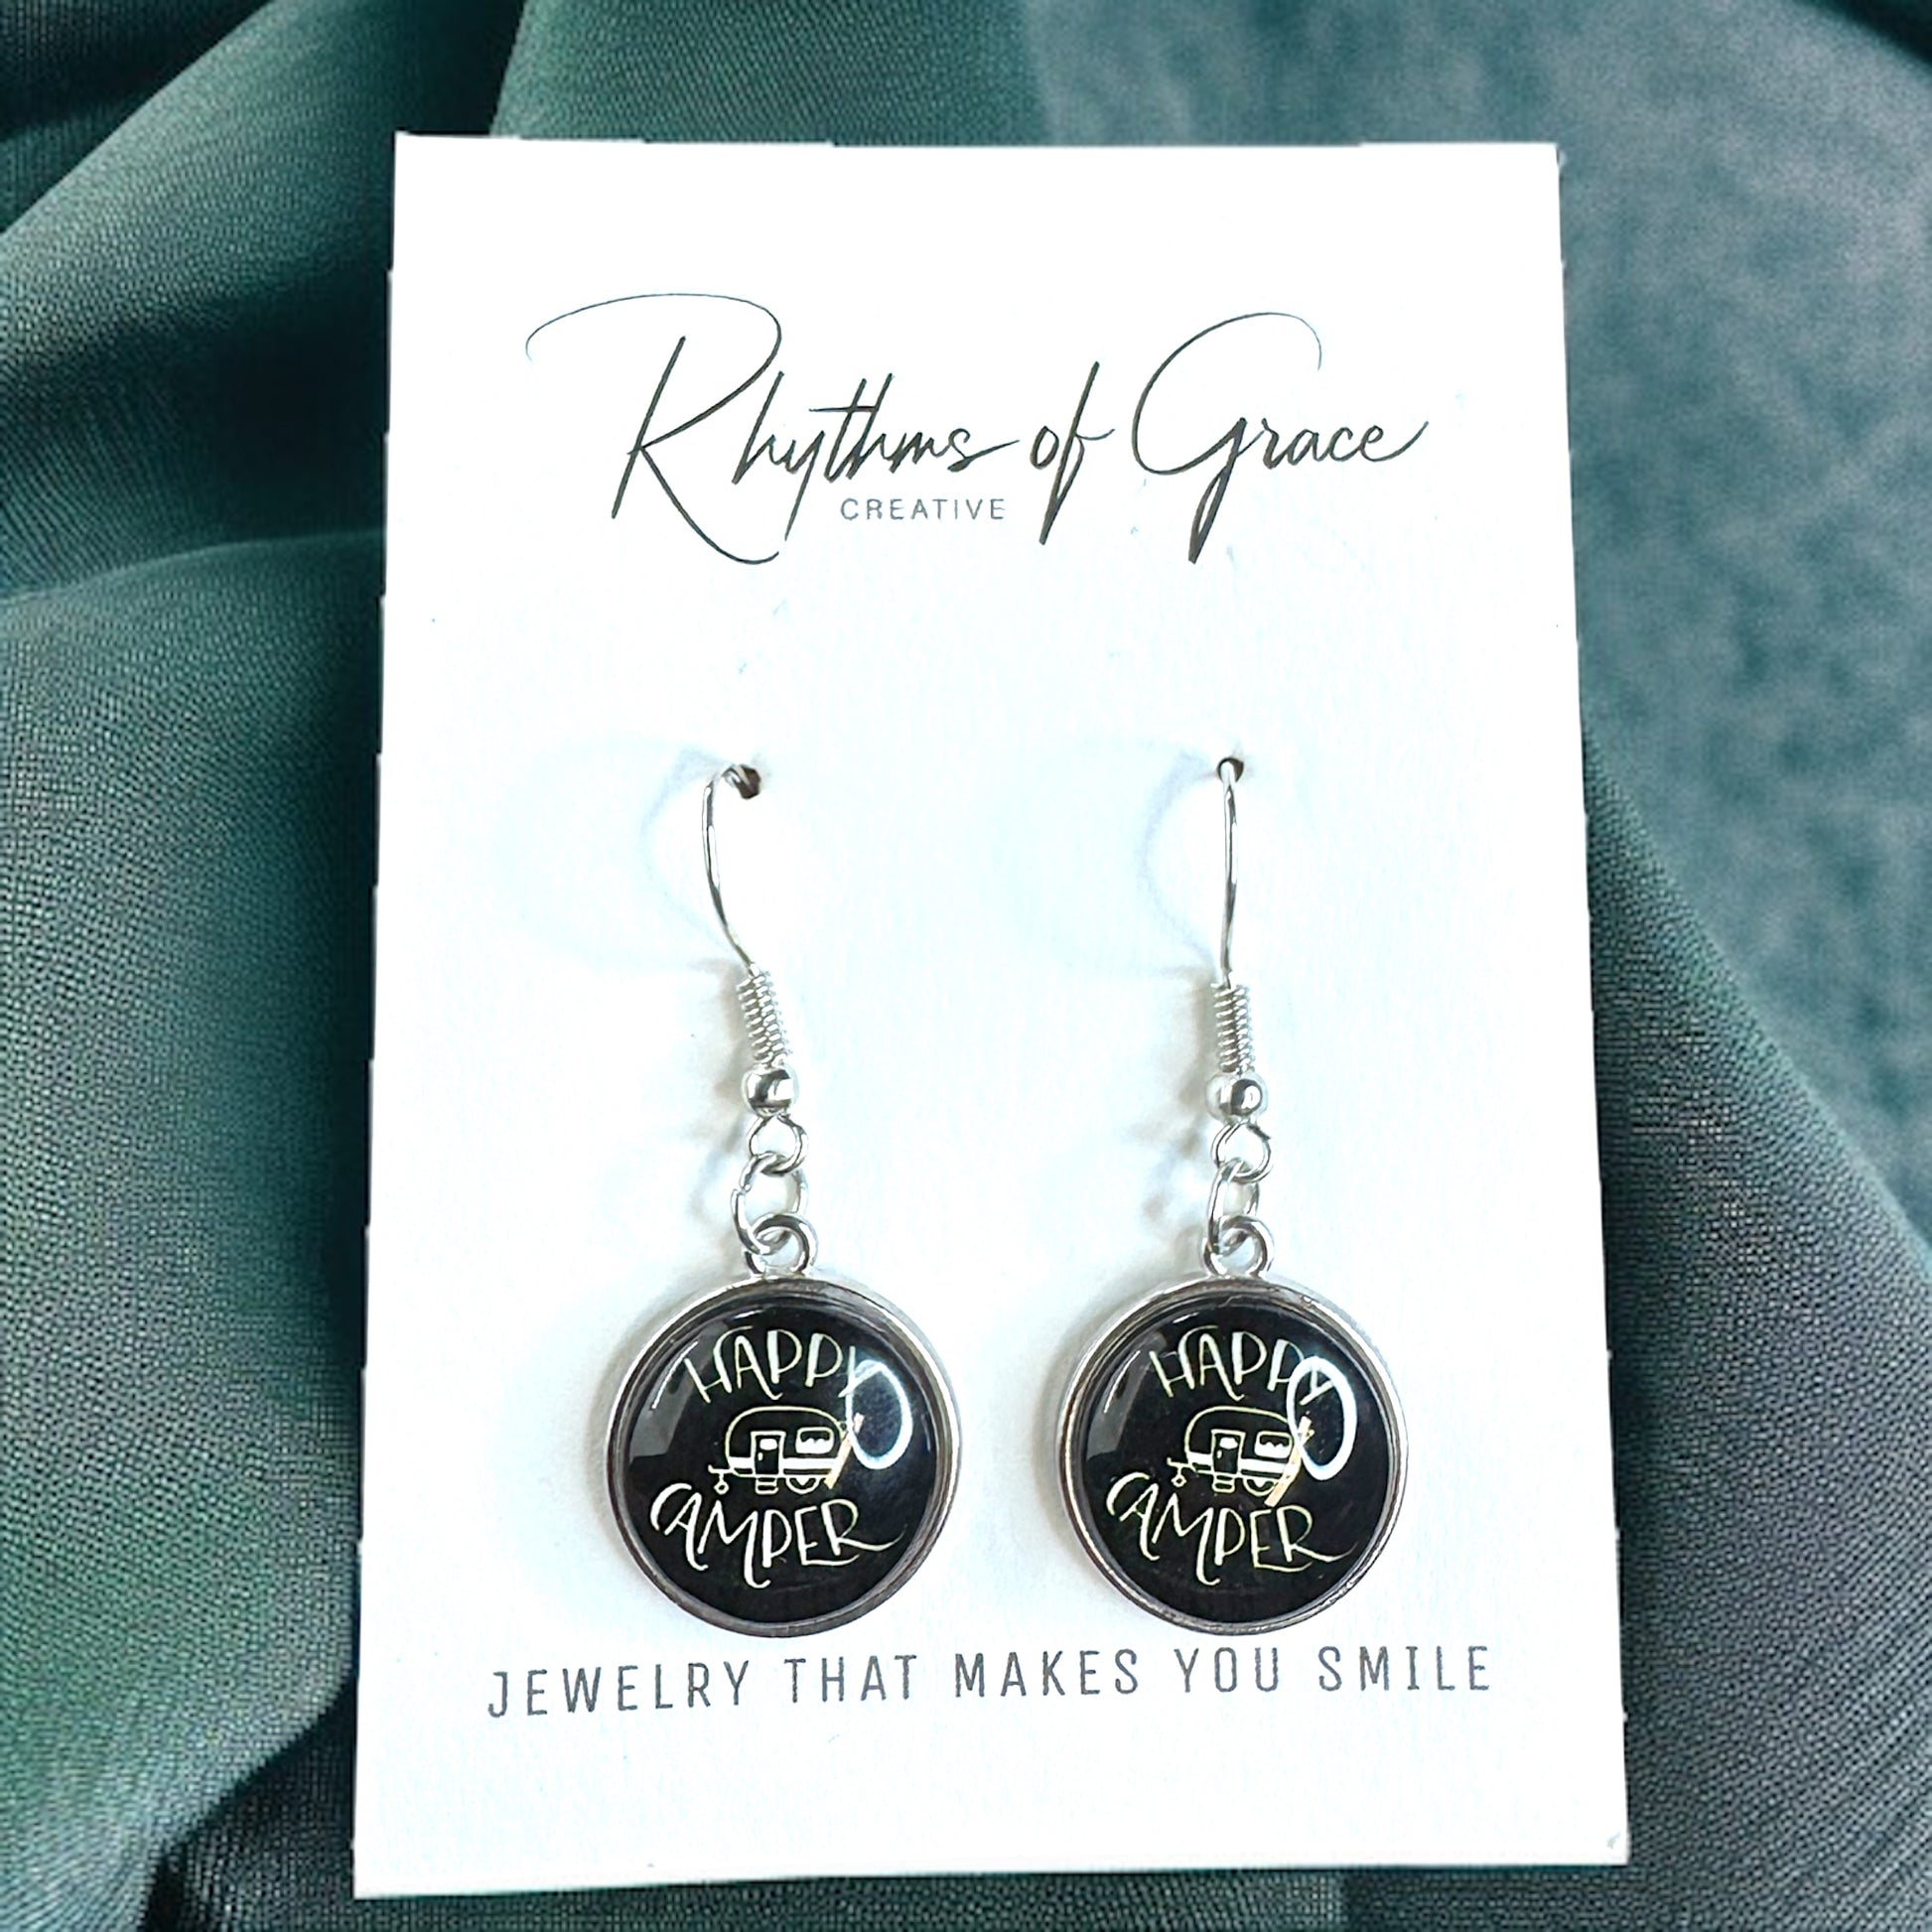 Rhythms of Grace
CREATIVE
HAPPY
CAMPER
HAPPY
CAMPER
JEWELRY THAT MAKES YOU SMILE